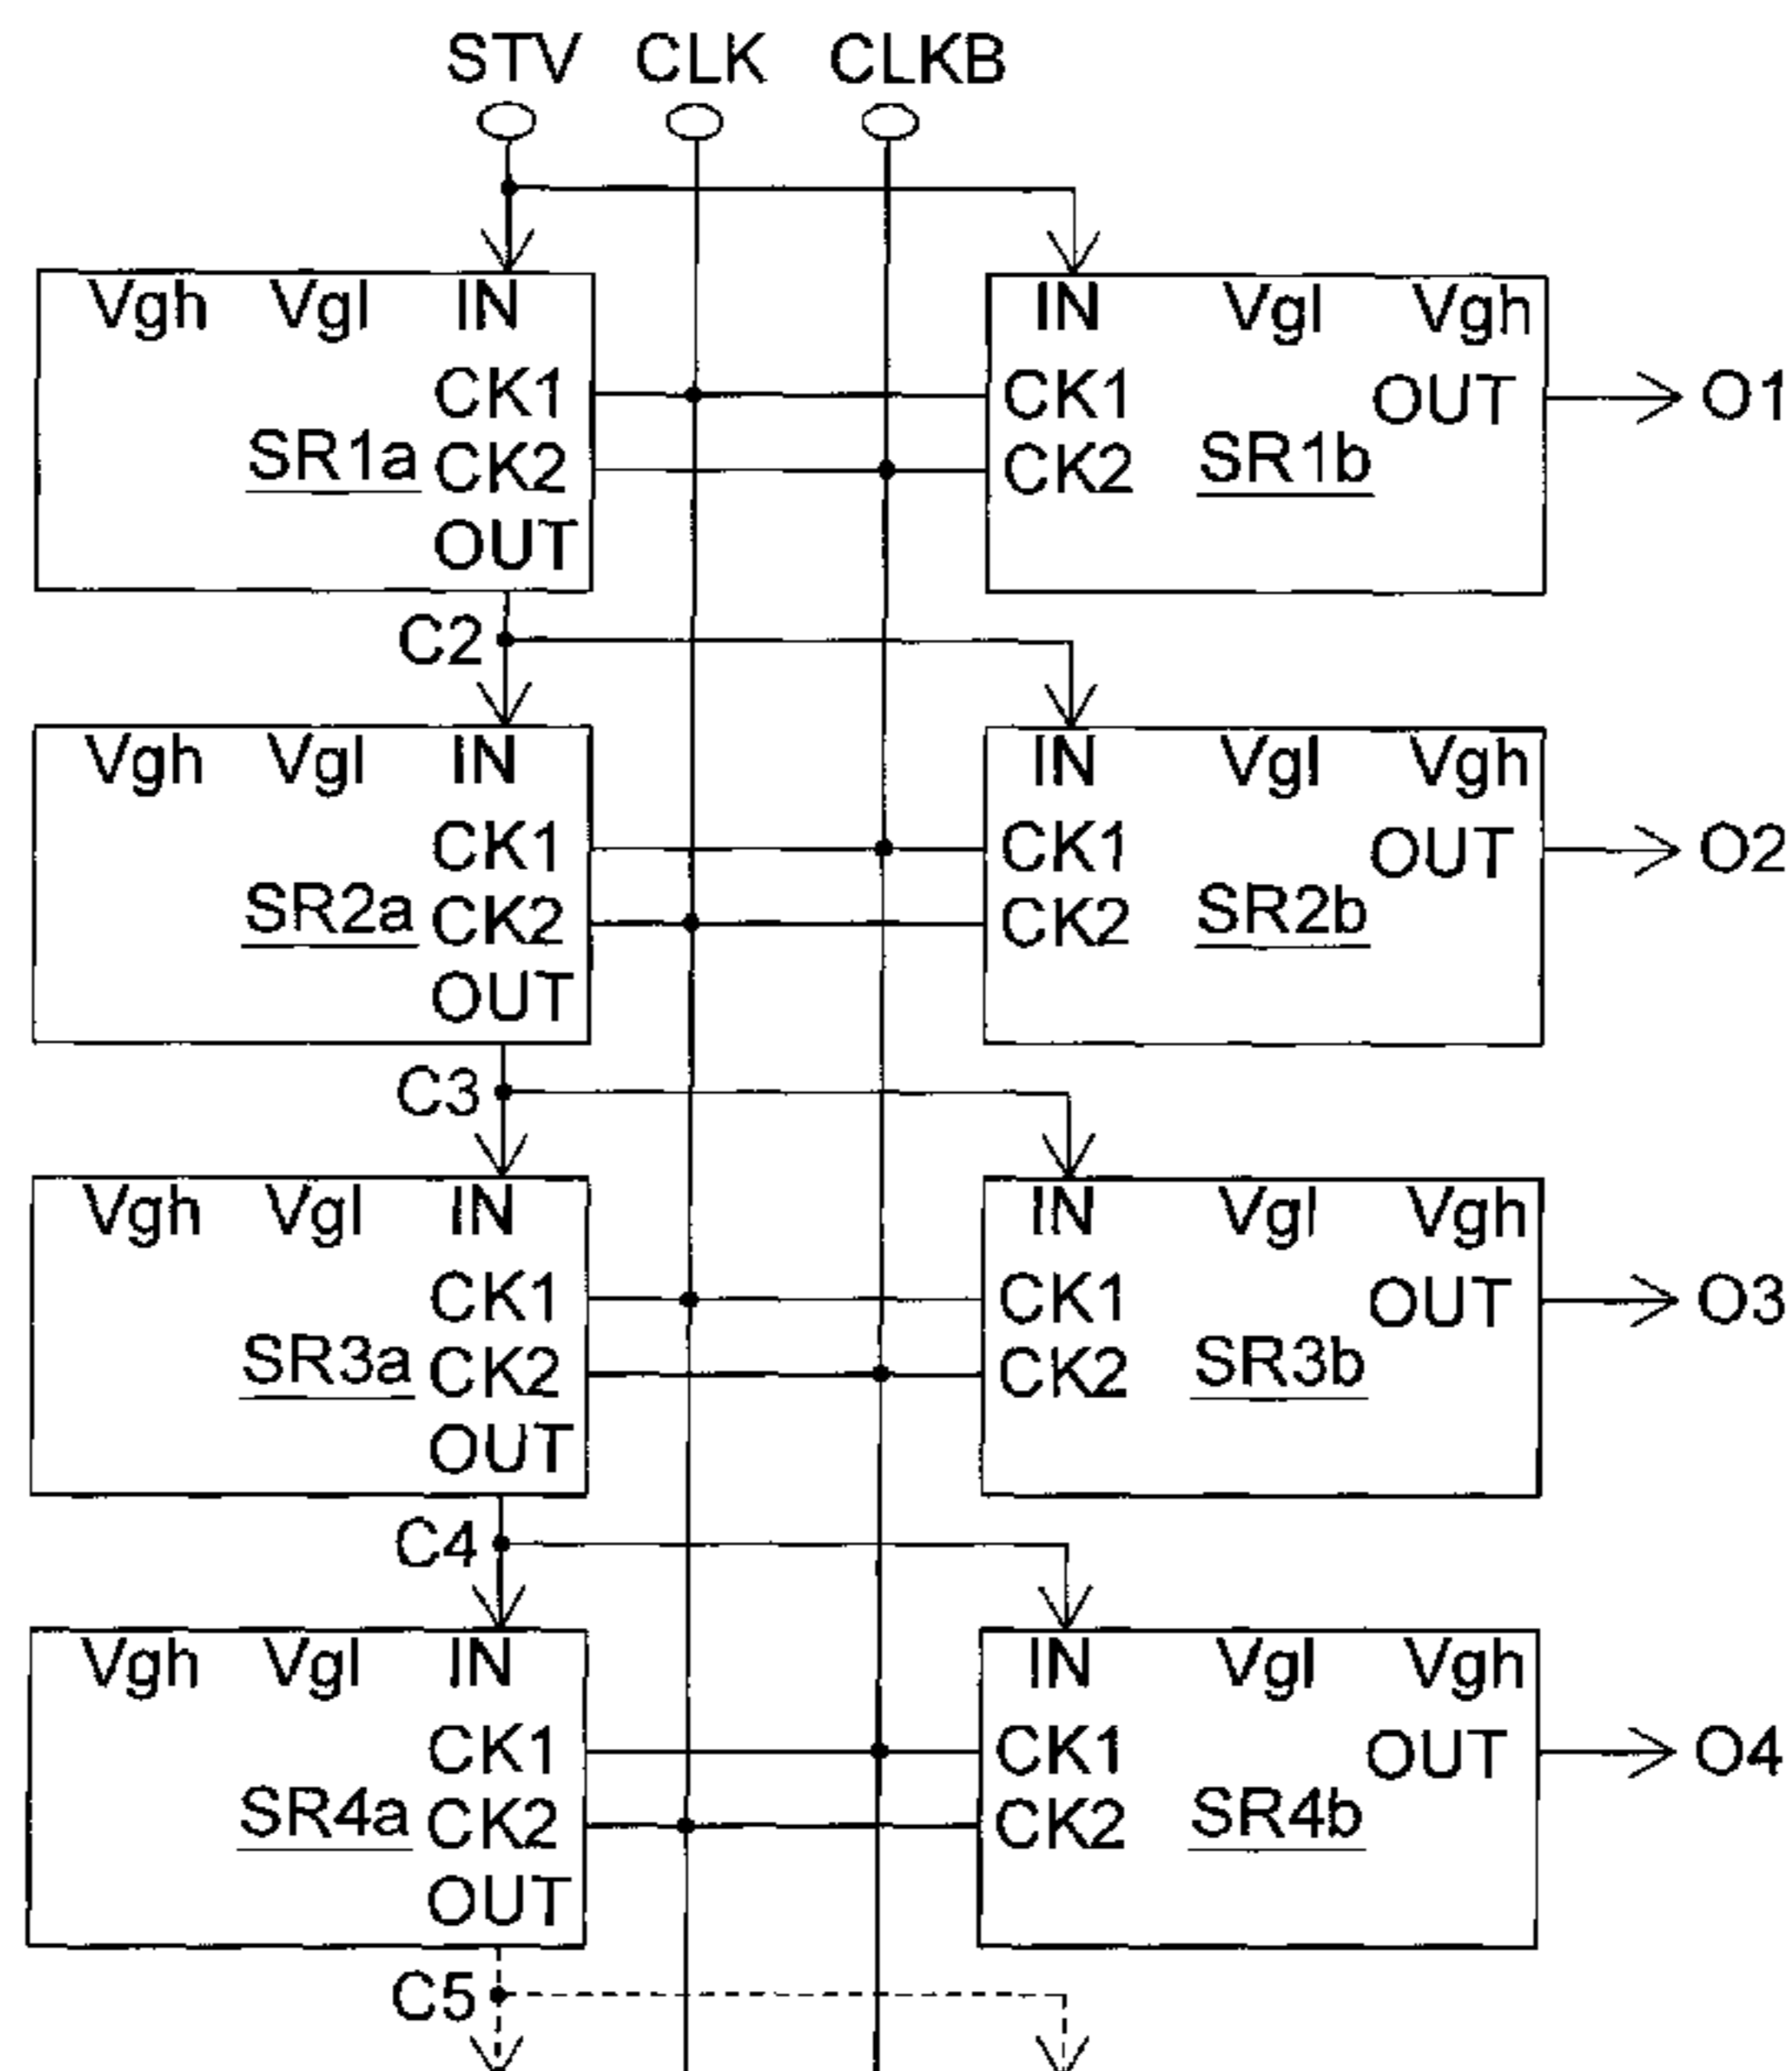 STV CLK CLKB
Vgh Vgl IN IN Vgl Vgh
CK1 CK1 OUT O1
SR1a CK2 CK2 SR1b
OUT
C2
Vgh Vgl IN IN Vgl Vgh
CK1 CK1 OUT O2
SR2a CK2 CK2 SR2b
OUT
C3
Vgh Vgl IN IN Vgl Vgh
CK1 CK1 OUT O3
SR3a CK2 CK2 SR3b
OUT
C4
Vgh Vgl IN IN Vgl Vgh
CK1 CK1 OUT O4
SR4a CK2 CK2 SR4b
OUT
C5